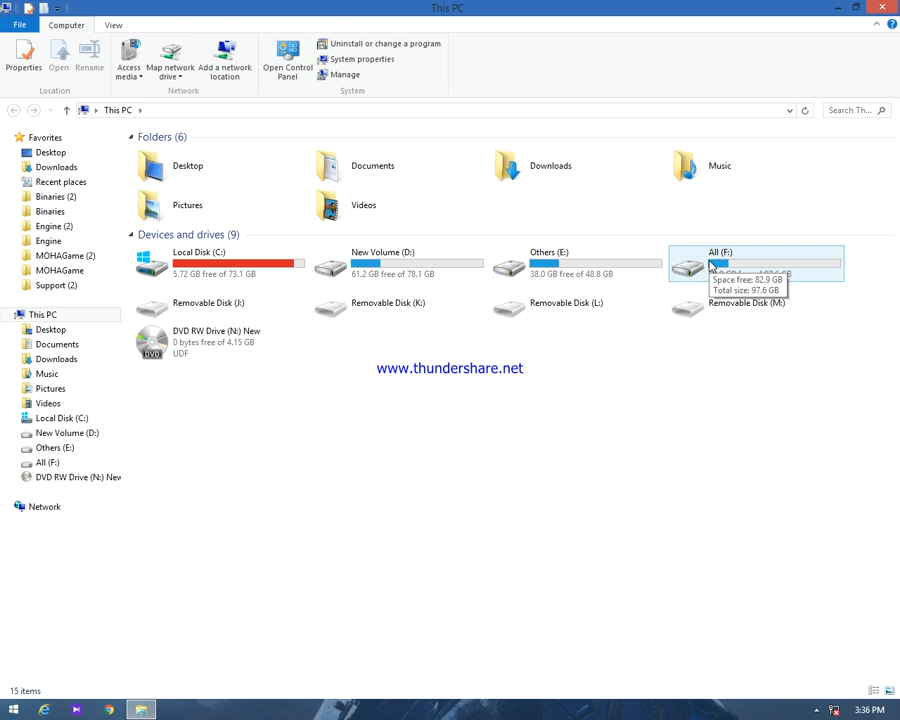 This PC
File Computer View
Properties Open Rename Access media Map network drive Add a network location Open Control Panel Uninstall or change a program
System properties
Manage
Location Network System
This PC Search Th...
Favorites
Desktop
Downloads
Recent places
Binaries (2)
Binaries
Engine (2)
Engine
MOHAGame (2)
MOHAGame
Support (2)
This PC
Desktop
Documents
Downloads
Music
Pictures
Videos
Local Disk (C:)
New Volume (D:)
Others (E:)
All (F:)
DVD RW Drive (N:) New
Network
Folders (6)
Desktop Documents Downloads Music
Pictures Videos
Devices and drives (9)
Local Disk (C:) New Volume (D:) Others (E:) All (F:)
5.72 GB free of 73.1 GB 61.2 GB free of 78.1 GB 38.0 GB free of 48.8 GB
Space free: 82.9 GB
Total size: 97.6 GB
Removable Disk (J:) Removable Disk (K:) Removable Disk (L:) Removable Disk (M:)
DVD RW Drive (N:) New
0 bytes free of 4.15 GB
UDF
DVD
www.thundershare.net
15 items
3:36 PM